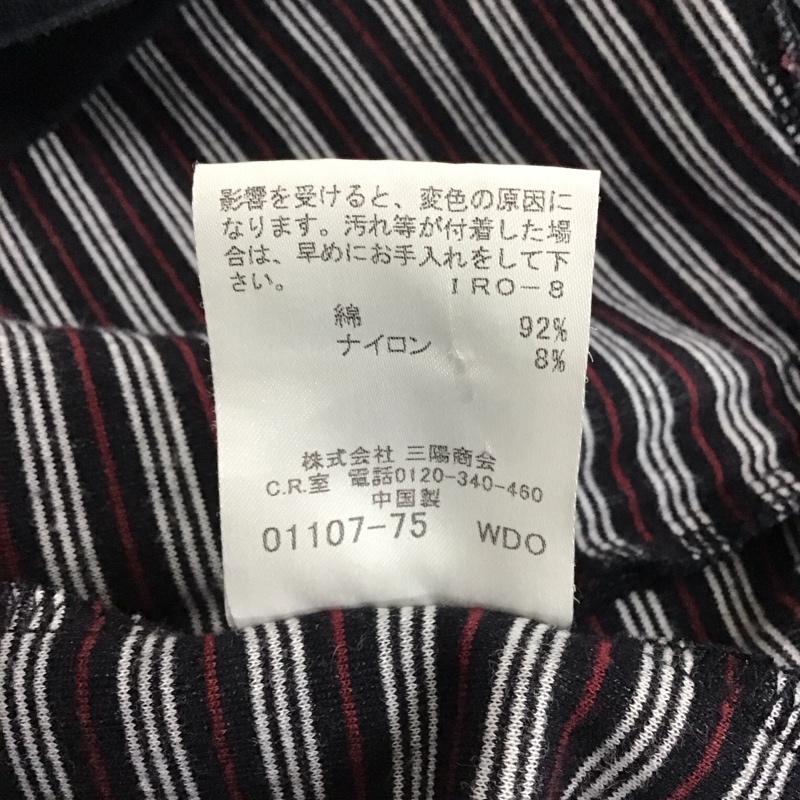 影響を受けると、変色の原因に
なります。汚れ等が付着した場
合は、早めにお手入れをして下
さい。 IRO-8
綿 92%
ナイロン 8%
株式会社 三陽商会
C.R.室 電話0120-340-460
中国製
01107-75 WDO